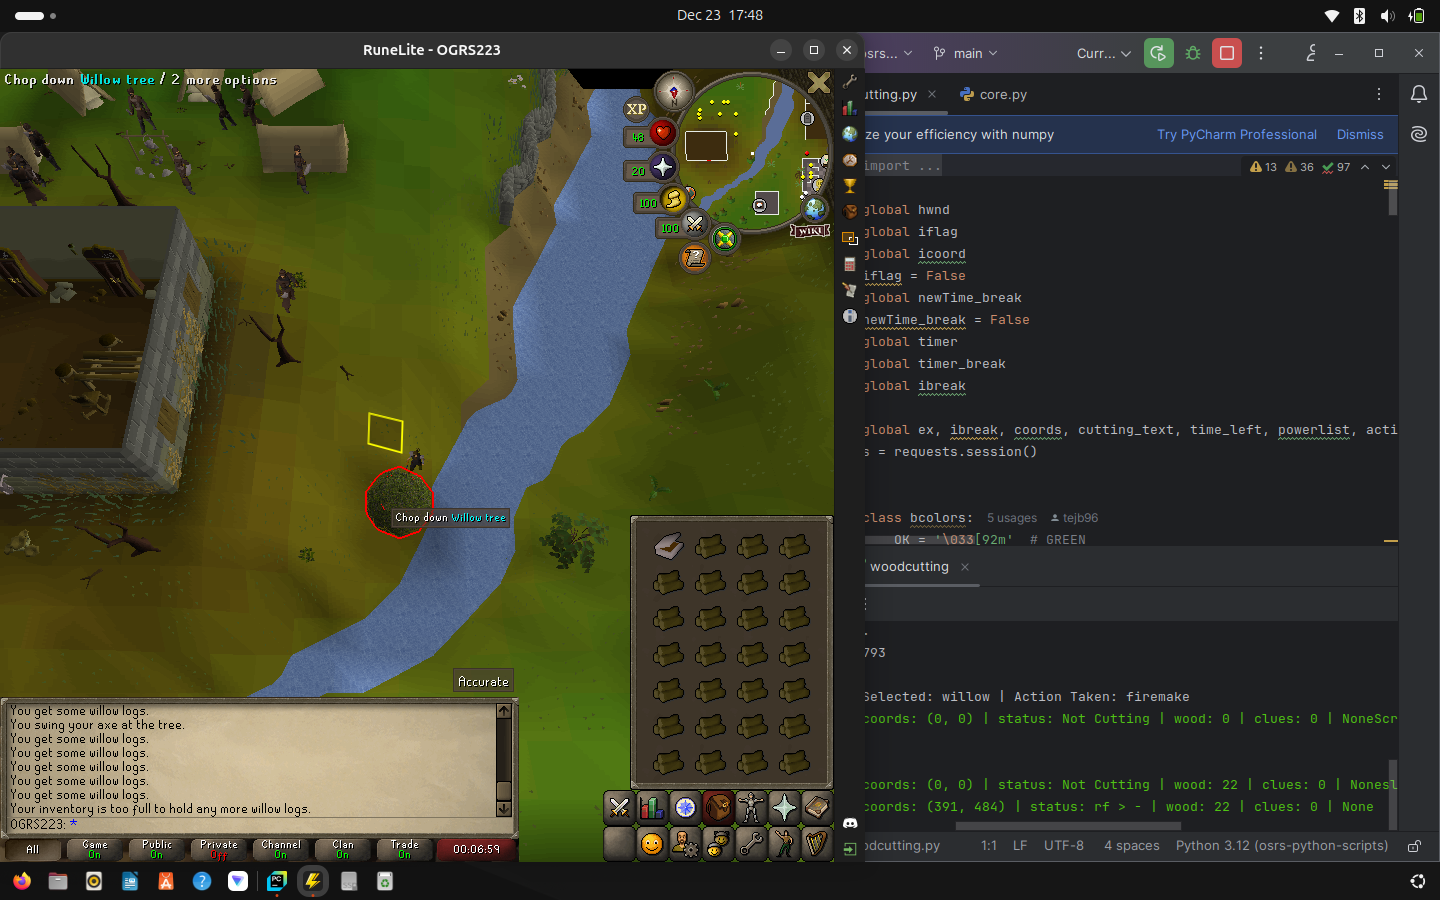 Dec 23 17:48
RuneLite - OGRS223
Chop down Willow tree / 2 more options
XP
N
48
20
100
100
WIKI
Chop down Willow tree
Accurate
You get some willow logs.
You swing your axe at the tree.
You get some willow logs.
You get some willow logs.
You get some willow logs.
You get some willow logs.
You get some willow logs.
Your inventory is too full to hold any more willow logs.
OGRS223: *
All
Game
On
Public
On
Private
Off
Channel
On
Clan
On
Trade
On
00:06:59
osrs...
main
Curr...
utting.py
core.py
ze your efficiency with numpy
Try PyCharm Professional
Dismiss
import ...
13
36
97
global hwnd
global iflag
global icoord
iflag = False
global newTime_break
newTime_break = False
global timer
global timer_break
global ibreak
global ex, ibreak, coords, cutting_text, time_left, powerlist, acti
s = requests.session()
class bcolors: 5 usages tejb96
OK = '\033[92m' # GREEN
woodcutting
793
Selected: willow | Action Taken: firemake
coords: (0, 0) | status: Not Cutting | wood: 0 | clues: 0 | NoneScr
coords: (0, 0) | status: Not Cutting | wood: 22 | clues: 0 | Nonesl
coords: (391, 484) | status: rf > - | wood: 22 | clues: 0 | None
odcutting.py
1:1
LF
UTF-8
4 spaces
Python 3.12 (osrs-python-scripts)
PC